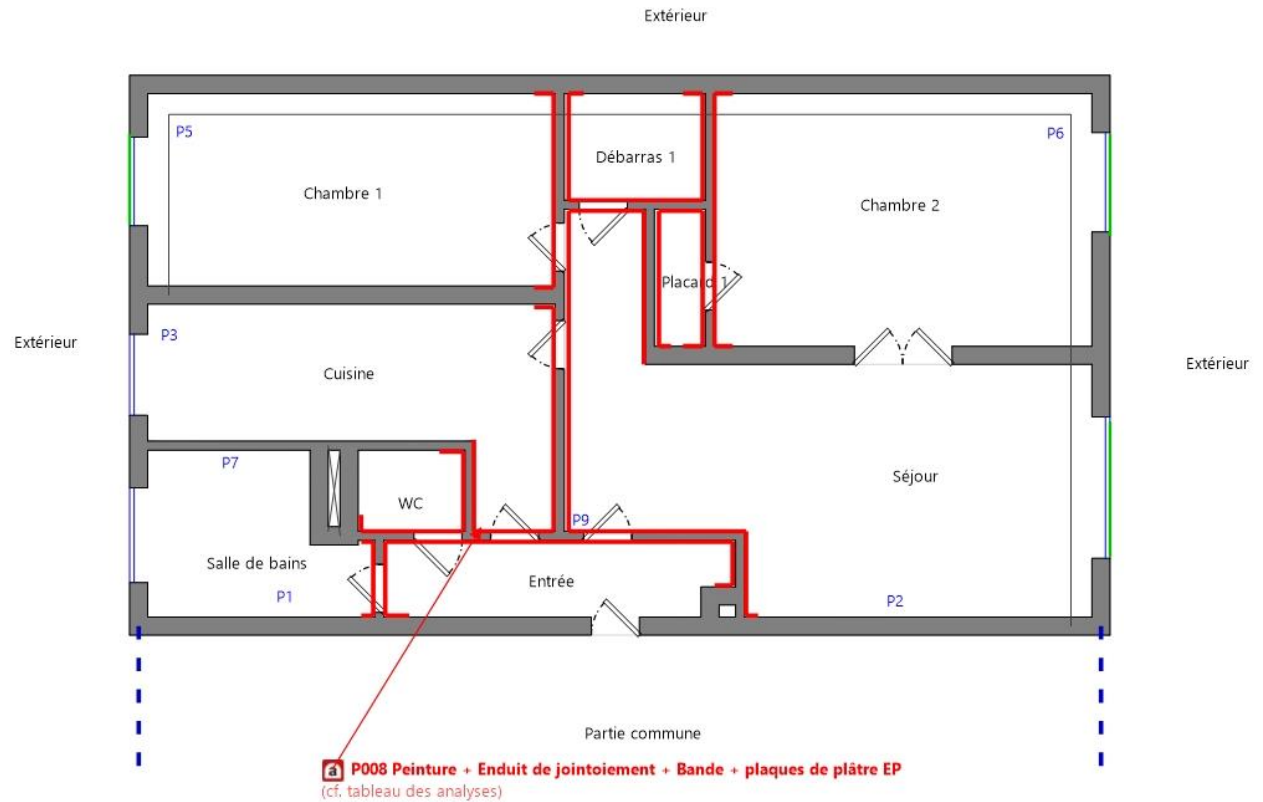 Extérieur
P5
P6
Débarras 1
Chambre 1
Chambre 2
Placard 1
P3
Extérieur
Extérieur
Cuisine
P7
Séjour
WC
P9
Salle de bains
Entrée
P1
P2
Partie commune
a P008 Peinture + Enduit de jointoiement + Bande + plaques de plâtre EP
(cf. tableau des analyses)